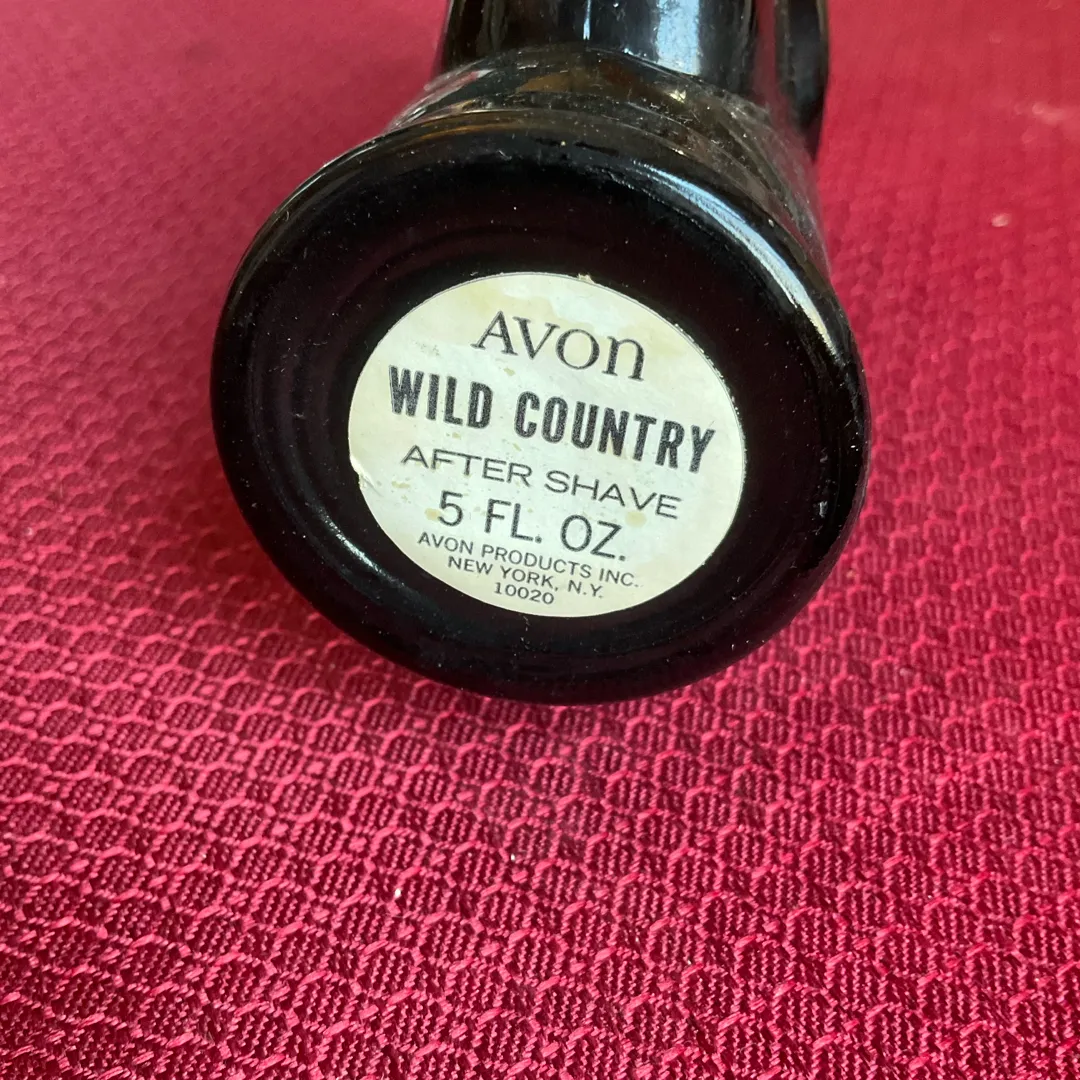 AVON
WILD COUNTRY
AFTER SHAVE
5 FL. OZ.
AVON PRODUCTS INC.
NEW YORK, N.Y.
10020